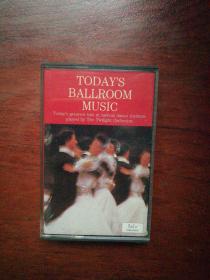 TODAY'S
BALLROOM
MUSIC
Today's greatest hits in various dance rhythms
played by The Twilight Orchestra